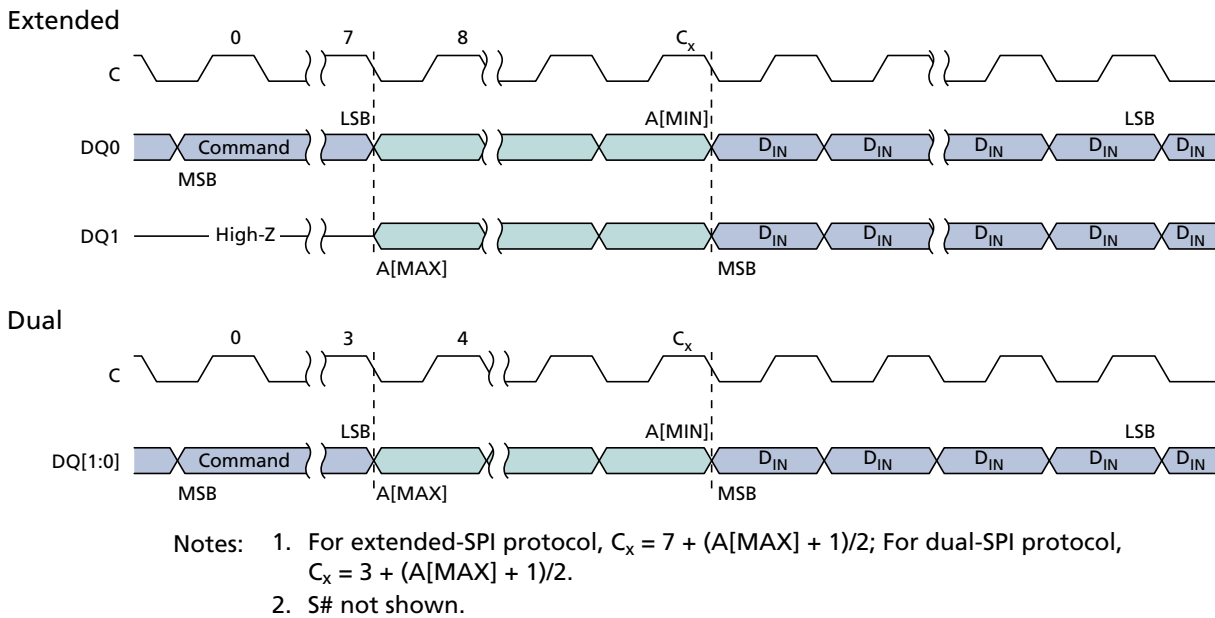 Extended
0 7 8 Cx
C
LSB A[MIN] LSB
DQ0 Command DIN DIN DIN DIN DIN
MSB
DQ1 High-Z DIN DIN DIN DIN DIN
A[MAX] MSB
Dual
0 3 4 Cx
C
LSB A[MIN] LSB
DQ[1:0] Command DIN DIN DIN DIN DIN
MSB A[MAX] MSB
Notes: 1. For extended-SPI protocol, Cx = 7 + (A[MAX] + 1)/2; For dual-SPI protocol,
Cx = 3 + (A[MAX] + 1)/2.
2. S# not shown.